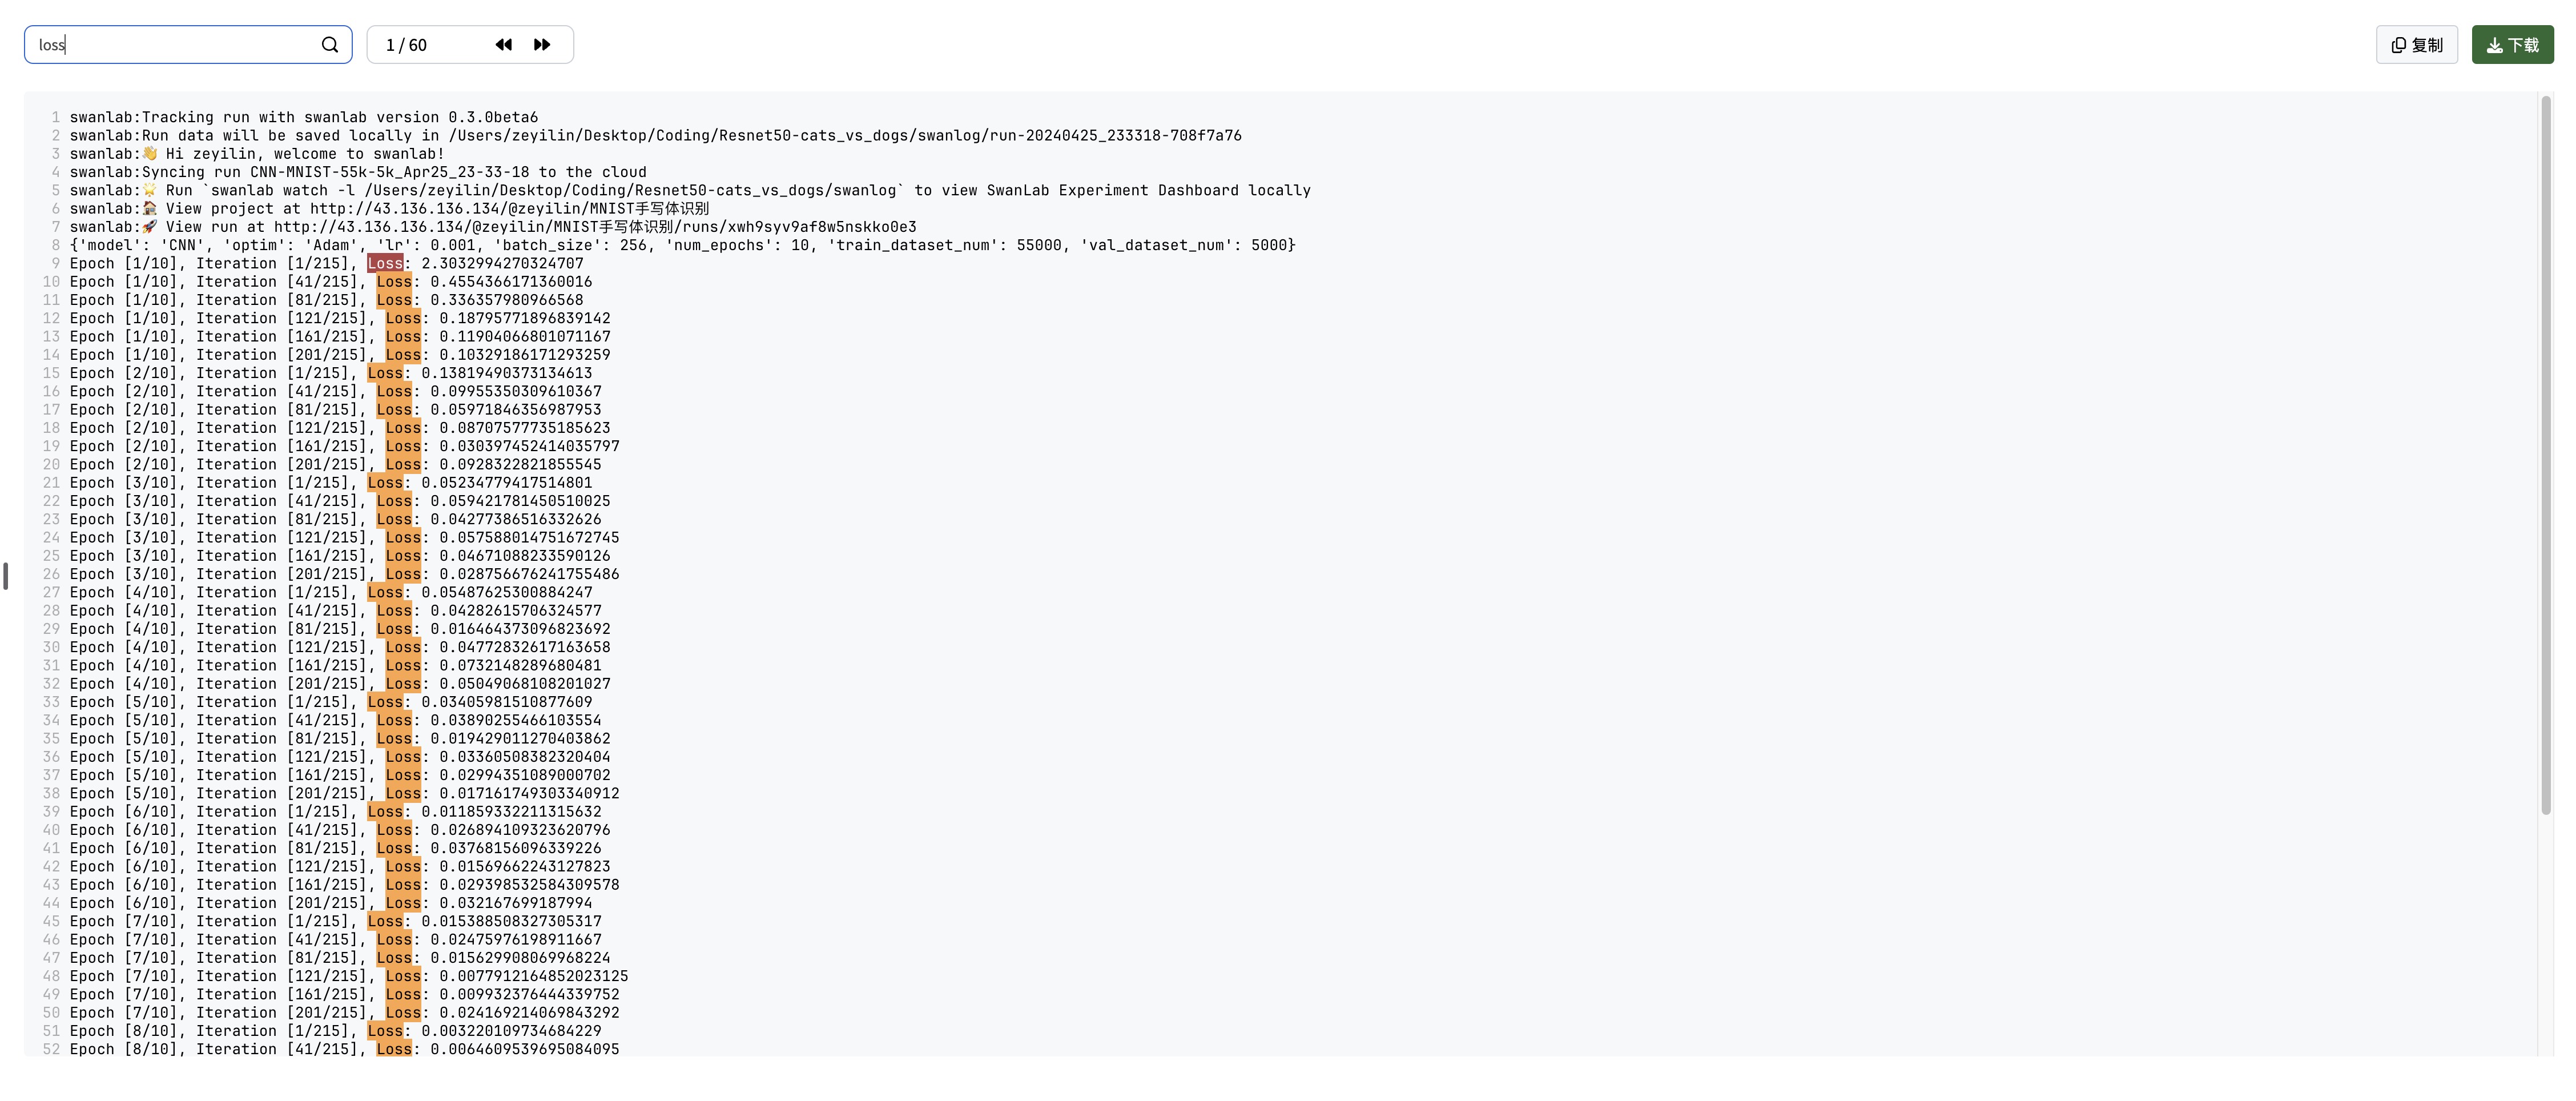 loss
1 / 60
复制
下载
1 swanlab:Tracking run with swanlab version 0.3.0beta6
2 swanlab:Run data will be saved locally in /Users/zeyilin/Desktop/Coding/Resnet50-cats_vs_dogs/swanlog/run-20240425_233318-708f7a76
3 swanlab:👋 Hi zeyilin, welcome to swanlab!
4 swanlab:Syncing run CNN-MNIST-55k-5k_Apr25_23-33-18 to the cloud
5 swanlab:🌟 Run `swanlab watch -l /Users/zeyilin/Desktop/Coding/Resnet50-cats_vs_dogs/swanlog` to view SwanLab Experiment Dashboard locally
6 swanlab:🏠 View project at http://43.136.136.134/@zeyilin/MNIST手写体识别
7 swanlab:🚀 View run at http://43.136.136.134/@zeyilin/MNIST手写体识别/runs/xwh9syv9af8w5nskko0e3
8 {'model': 'CNN', 'optim': 'Adam', 'lr': 0.001, 'batch_size': 256, 'num_epochs': 10, 'train_dataset_num': 55000, 'val_dataset_num': 5000}
9 Epoch [1/10], Iteration [1/215], Loss: 2.3032994270324707
10 Epoch [1/10], Iteration [41/215], Loss: 0.4554366171360016
11 Epoch [1/10], Iteration [81/215], Loss: 0.336357980966568
12 Epoch [1/10], Iteration [121/215], Loss: 0.18795771896839142
13 Epoch [1/10], Iteration [161/215], Loss: 0.11904066801071167
14 Epoch [1/10], Iteration [201/215], Loss: 0.10329186171293259
15 Epoch [2/10], Iteration [1/215], Loss: 0.13819490373134613
16 Epoch [2/10], Iteration [41/215], Loss: 0.09955350309610367
17 Epoch [2/10], Iteration [81/215], Loss: 0.05971846356987953
18 Epoch [2/10], Iteration [121/215], Loss: 0.08707577735185623
19 Epoch [2/10], Iteration [161/215], Loss: 0.030397452414035797
20 Epoch [2/10], Iteration [201/215], Loss: 0.0928322821855545
21 Epoch [3/10], Iteration [1/215], Loss: 0.05234779417514801
22 Epoch [3/10], Iteration [41/215], Loss: 0.059421781450510025
23 Epoch [3/10], Iteration [81/215], Loss: 0.04277386516332626
24 Epoch [3/10], Iteration [121/215], Loss: 0.057588014751672745
25 Epoch [3/10], Iteration [161/215], Loss: 0.04671088233590126
26 Epoch [3/10], Iteration [201/215], Loss: 0.028756676241755486
27 Epoch [4/10], Iteration [1/215], Loss: 0.05487625300884247
28 Epoch [4/10], Iteration [41/215], Loss: 0.04282615706324577
29 Epoch [4/10], Iteration [81/215], Loss: 0.016464373096823692
30 Epoch [4/10], Iteration [121/215], Loss: 0.04772832617163658
31 Epoch [4/10], Iteration [161/215], Loss: 0.0732148289680481
32 Epoch [4/10], Iteration [201/215], Loss: 0.05049068108201027
33 Epoch [5/10], Iteration [1/215], Loss: 0.03405981510877609
34 Epoch [5/10], Iteration [41/215], Loss: 0.03890255466103554
35 Epoch [5/10], Iteration [81/215], Loss: 0.019429011270403862
36 Epoch [5/10], Iteration [121/215], Loss: 0.03360508382320404
37 Epoch [5/10], Iteration [161/215], Loss: 0.02994351089000702
38 Epoch [5/10], Iteration [201/215], Loss: 0.017161749303340912
39 Epoch [6/10], Iteration [1/215], Loss: 0.011859332211315632
40 Epoch [6/10], Iteration [41/215], Loss: 0.026894109323620796
41 Epoch [6/10], Iteration [81/215], Loss: 0.03768156096339226
42 Epoch [6/10], Iteration [121/215], Loss: 0.01569662243127823
43 Epoch [6/10], Iteration [161/215], Loss: 0.029398532584309578
44 Epoch [6/10], Iteration [201/215], Loss: 0.032167699187994
45 Epoch [7/10], Iteration [1/215], Loss: 0.015388508327305317
46 Epoch [7/10], Iteration [41/215], Loss: 0.02475976198911667
47 Epoch [7/10], Iteration [81/215], Loss: 0.015629908069968224
48 Epoch [7/10], Iteration [121/215], Loss: 0.0077912164852023125
49 Epoch [7/10], Iteration [161/215], Loss: 0.009932376444339752
50 Epoch [7/10], Iteration [201/215], Loss: 0.024169214069843292
51 Epoch [8/10], Iteration [1/215], Loss: 0.003220109734684229
52 Epoch [8/10], Iteration [41/215], Loss: 0.0064609539695084095